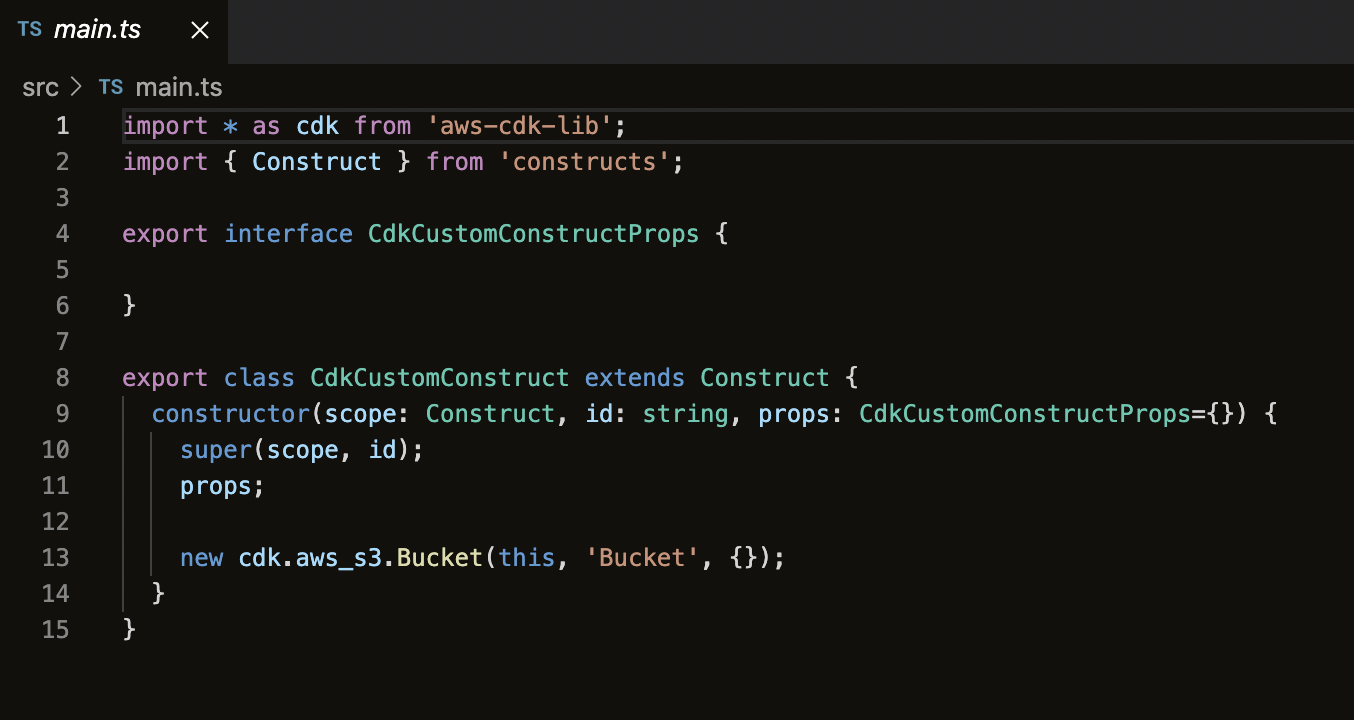 TS main.ts ×
src > TS main.ts
1 import * as cdk from 'aws-cdk-lib';
2 import { Construct } from 'constructs';
3
4 export interface CdkCustomConstructProps {
5
6 }
7
8 export class CdkCustomConstruct extends Construct {
9   constructor(scope: Construct, id: string, props: CdkCustomConstructProps={}) {
10     super(scope, id);
11     props;
12
13     new cdk.aws_s3.Bucket(this, 'Bucket', {});
14   }
15 }